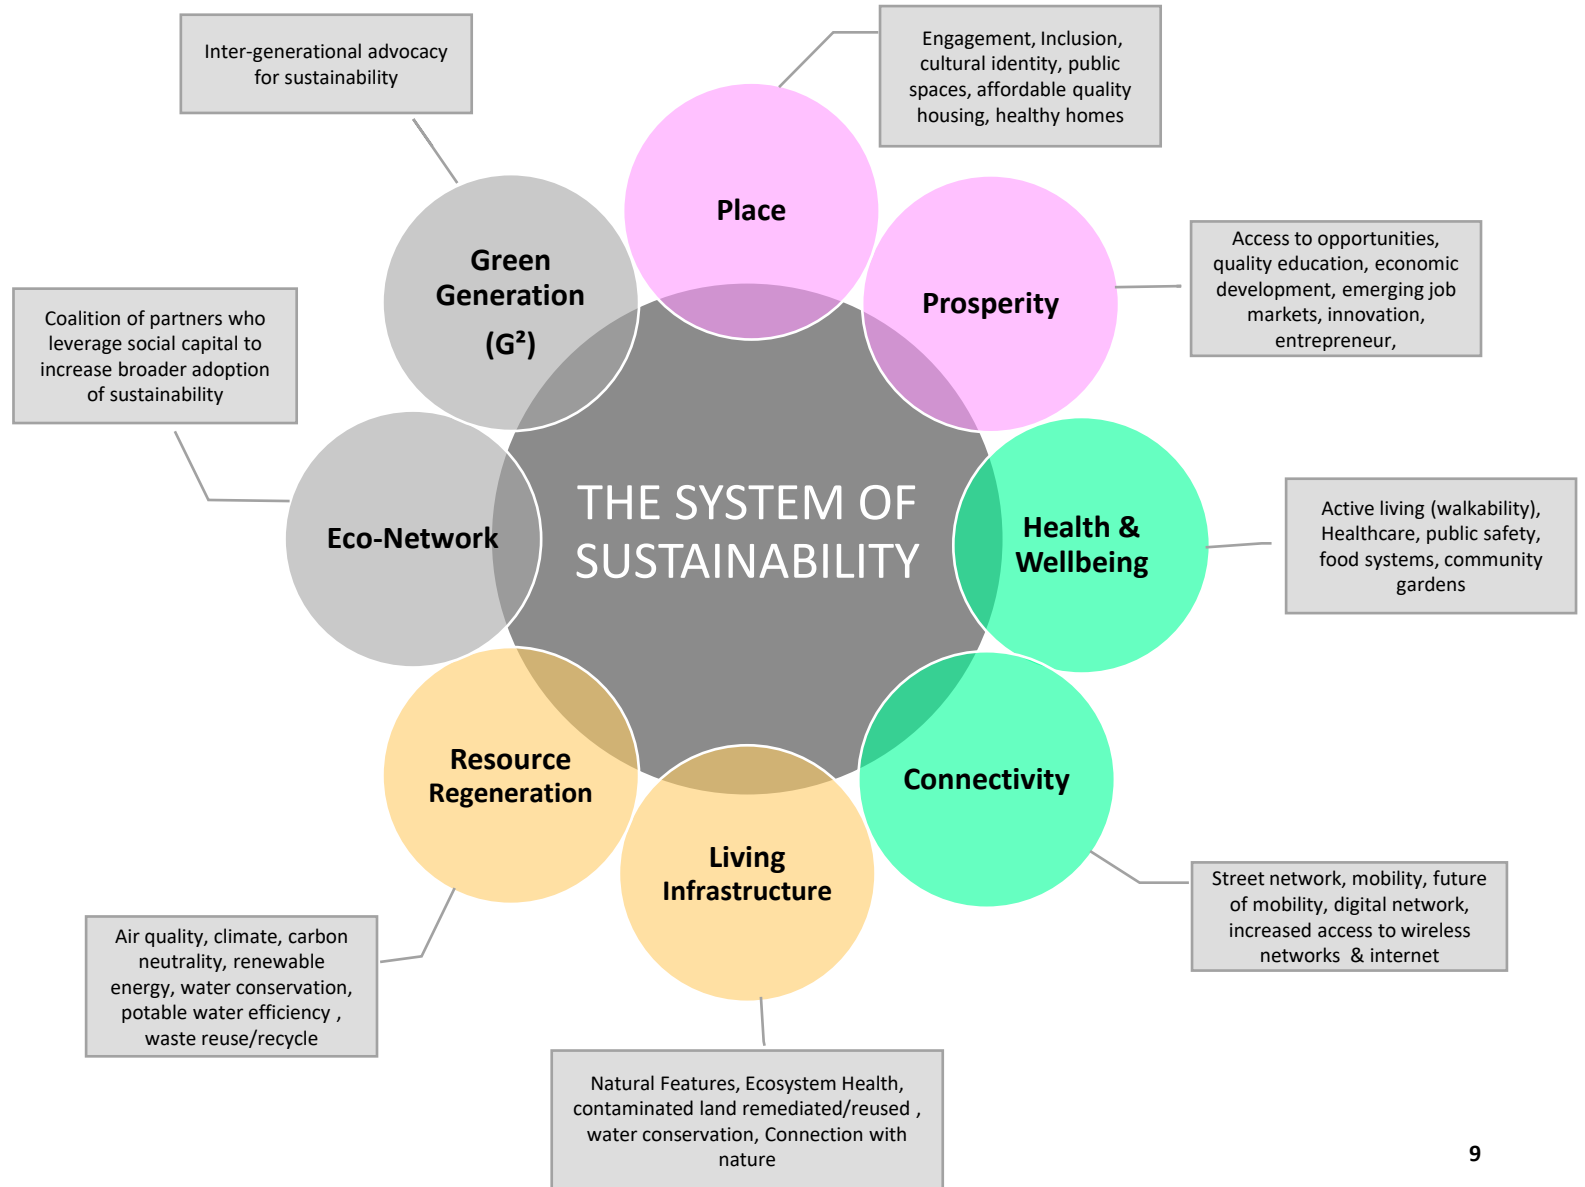 Inter-generational advocacy
for sustainability
Engagement, Inclusion,
cultural identity, public
spaces, affordable quality
housing, healthy homes
Place
Green
Generation
(G²)
Prosperity
Access to opportunities,
quality education, economic
development, emerging job
markets, innovation,
entrepreneur,
Coalition of partners who
leverage social capital to
increase broader adoption
of sustainability
Eco-Network
THE SYSTEM OF
SUSTAINABILITY
Health &
Wellbeing
Active living (walkability),
Healthcare, public safety,
food systems, community
gardens
Resource
Regeneration
Connectivity
Living
Infrastructure
Street network, mobility, future
of mobility, digital network,
increased access to wireless
networks  & internet
Air quality, climate, carbon
neutrality, renewable
energy, water conservation,
potable water efficiency ,
waste reuse/recycle
Natural Features, Ecosystem Health,
contaminated land remediated/reused ,
water conservation, Connection with
nature
9